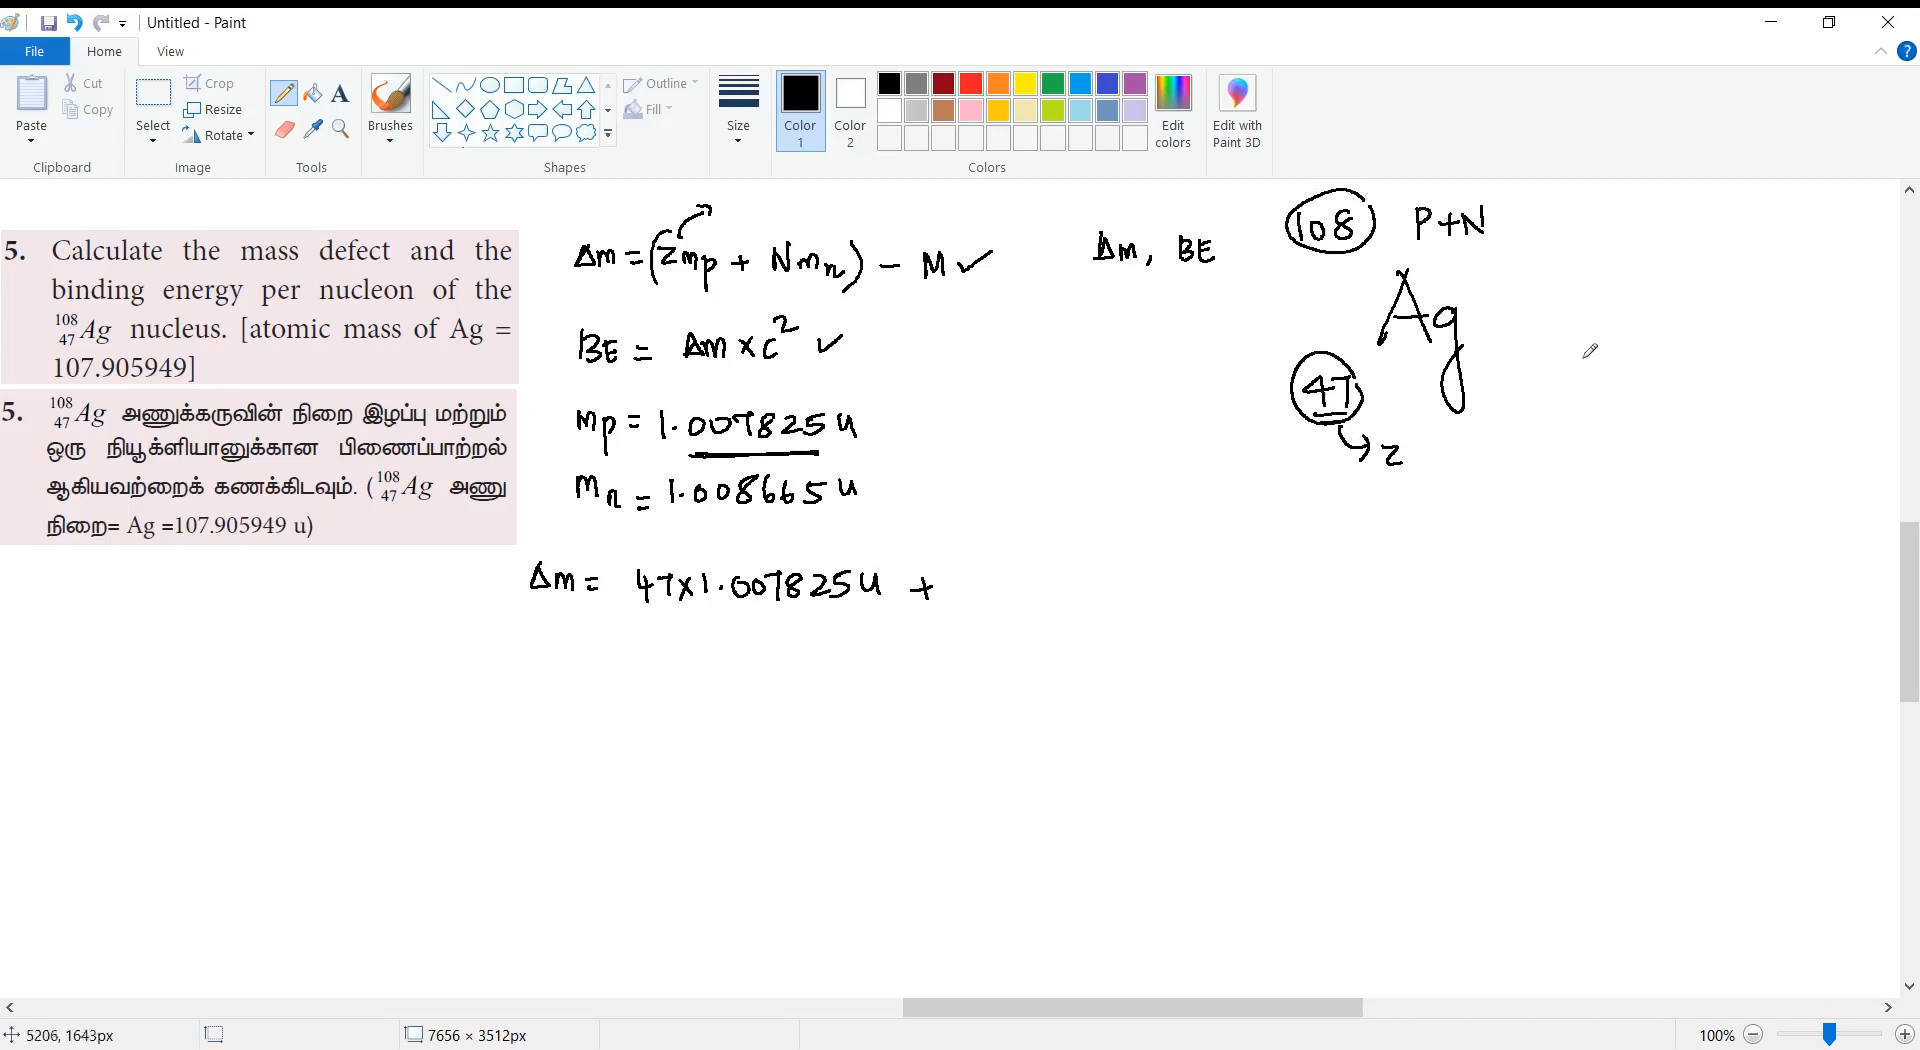 Untitled - Paint
File Home View
Paste
Cut
Copy
Clipboard
Select
Crop
Resize
Rotate
Image
Tools
Brushes
Shapes
Outline
Fill
Size
Color 1
Color 2
Colors
Edit colors
Edit with Paint 3D
5. Calculate the mass defect and the
binding energy per nucleon of the
108 47 Ag nucleus. [atomic mass of Ag =
107.905949]
5. 108 47 Ag அணுக்கருவின் நிறை இழப்பு மற்றும்
ஒரு நியூக்ளியானுக்கான பிணைப்பாற்றல்
ஆகியவற்றைக் கணக்கிடவும். (108 47 Ag அணு
நிறை= Ag =107.905949 u)
Δm = (Zmp + Nmn) − M ✓
BE = Δm × c² ✓
mp = 1.007825 u
mn = 1.008665 u
Δm = 47×1.007825 u +
Δm, BE
108 P+N
Ag
47
Z
5206, 1643px
7656 × 3512px
100%